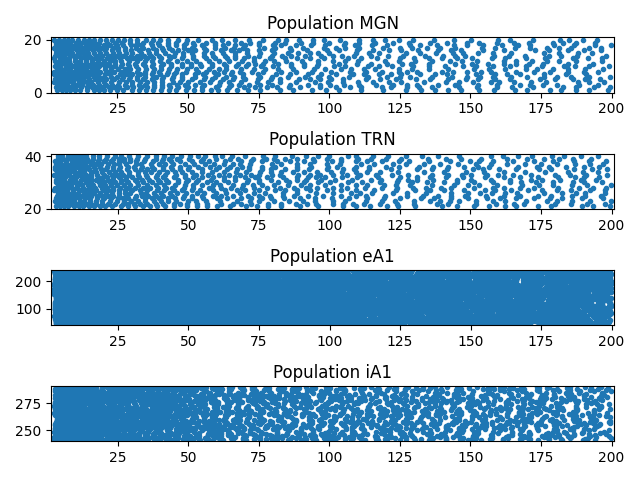 Population MGN
20
0
25 50 75 100 125 150 175 200
Population TRN
40
20
25 50 75 100 125 150 175 200
Population eA1
200
100
25 50 75 100 125 150 175 200
Population iA1
275
250
25 50 75 100 125 150 175 200